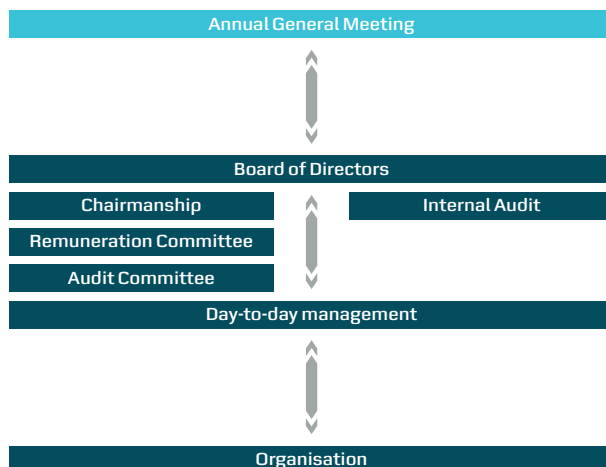 Annual General Meeting
Board of Directors
Chairmanship
Internal Audit
Remuneration Committee
Audit Committee
Day-to-day management
Organisation